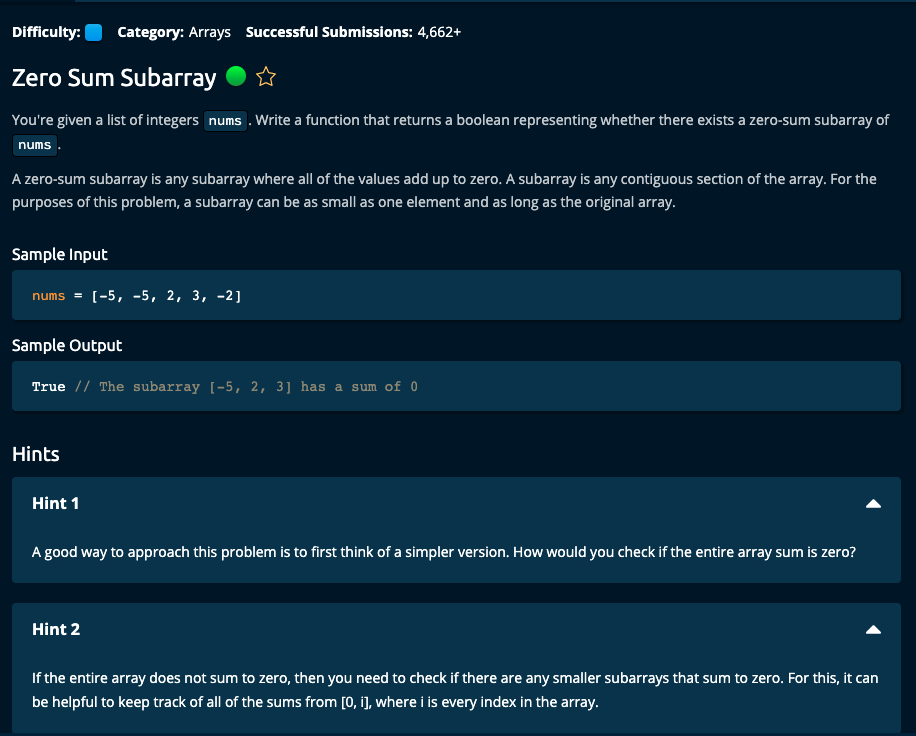 Difficulty: Category: Arrays Successful Submissions: 4,662+
Zero Sum Subarray
You're given a list of integers nums . Write a function that returns a boolean representing whether there exists a zero-sum subarray of
nums .
A zero-sum subarray is any subarray where all of the values add up to zero. A subarray is any contiguous section of the array. For the
purposes of this problem, a subarray can be as small as one element and as long as the original array.
Sample Input
nums = [-5, -5, 2, 3, -2]
Sample Output
True // The subarray [-5, 2, 3] has a sum of 0
Hints
Hint 1
A good way to approach this problem is to first think of a simpler version. How would you check if the entire array sum is zero?
Hint 2
If the entire array does not sum to zero, then you need to check if there are any smaller subarrays that sum to zero. For this, it can
be helpful to keep track of all of the sums from [0, i], where i is every index in the array.